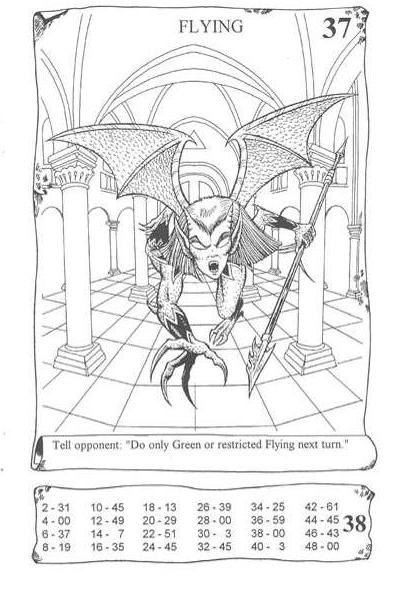 FLYING 37
Tell opponent: "Do only Green or restricted Flying next turn."
2 - 31 10 - 45 18 - 13 26 - 39 34 - 25 42 - 61
4 - 00 12 - 49 20 - 29 28 - 00 36 - 59 44 - 45
6 - 37 14 - 7 22 - 51 30 - 3 38 - 00 46 - 43
8 - 19 16 - 35 24 - 45 32 - 45 40 - 3 48 - 00
38